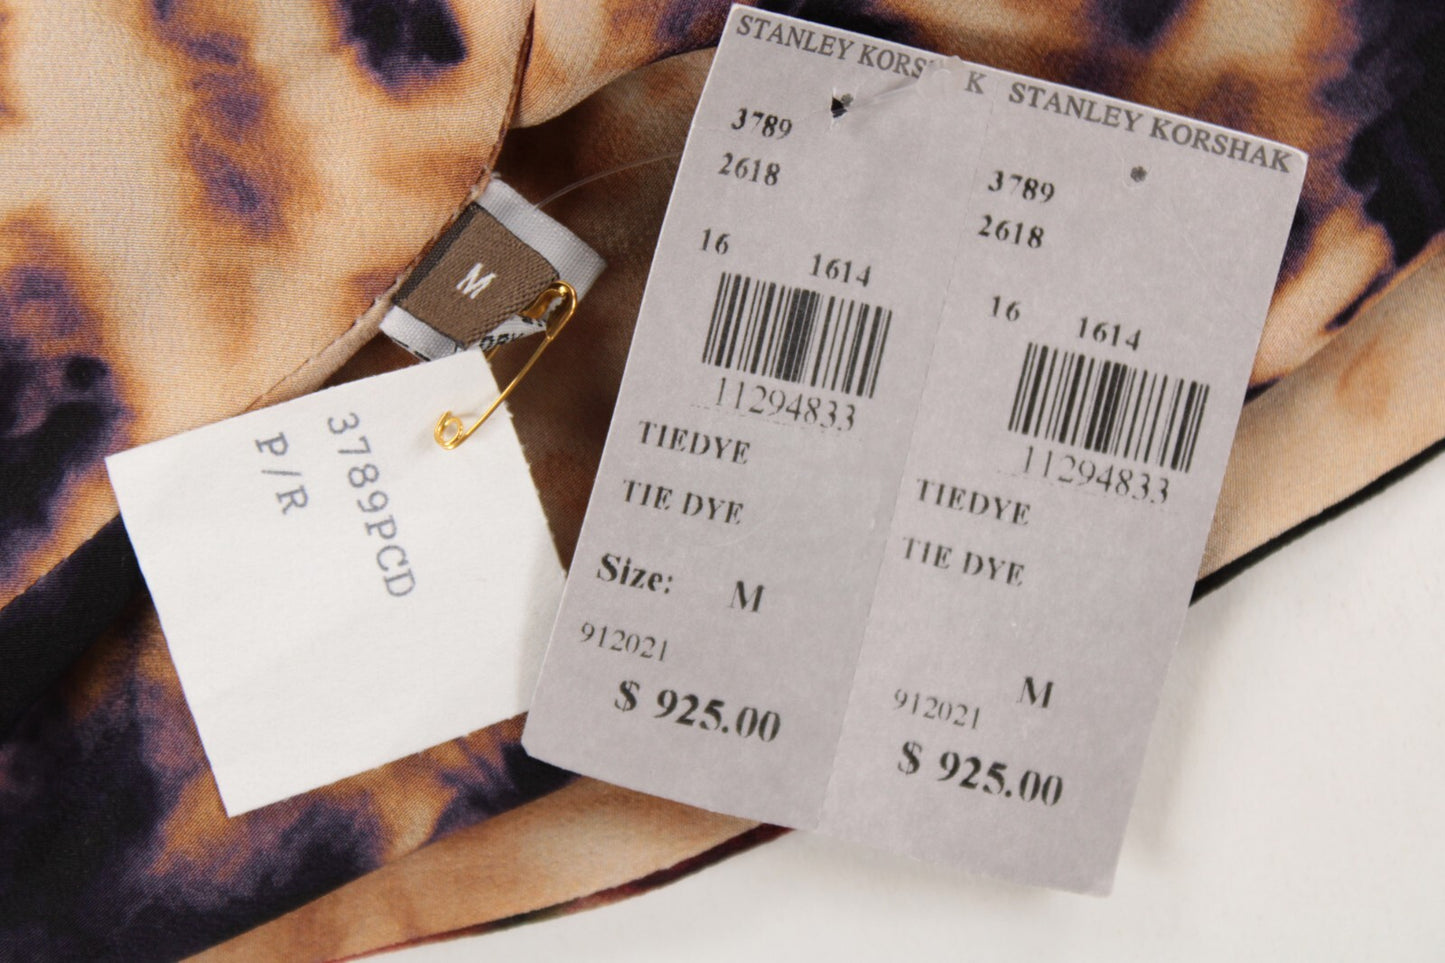 M
3789PCD
P/R
STANLEY KORS K
3789
2618
16 1614
11294833
TIEDYE
TIE DYE
Size: M
912021
$ 925.00
STANLEY KORSHAK
3789
2618
16 1614
11294833
TIEDYE
TIE DYE
M
912021
$ 925.00